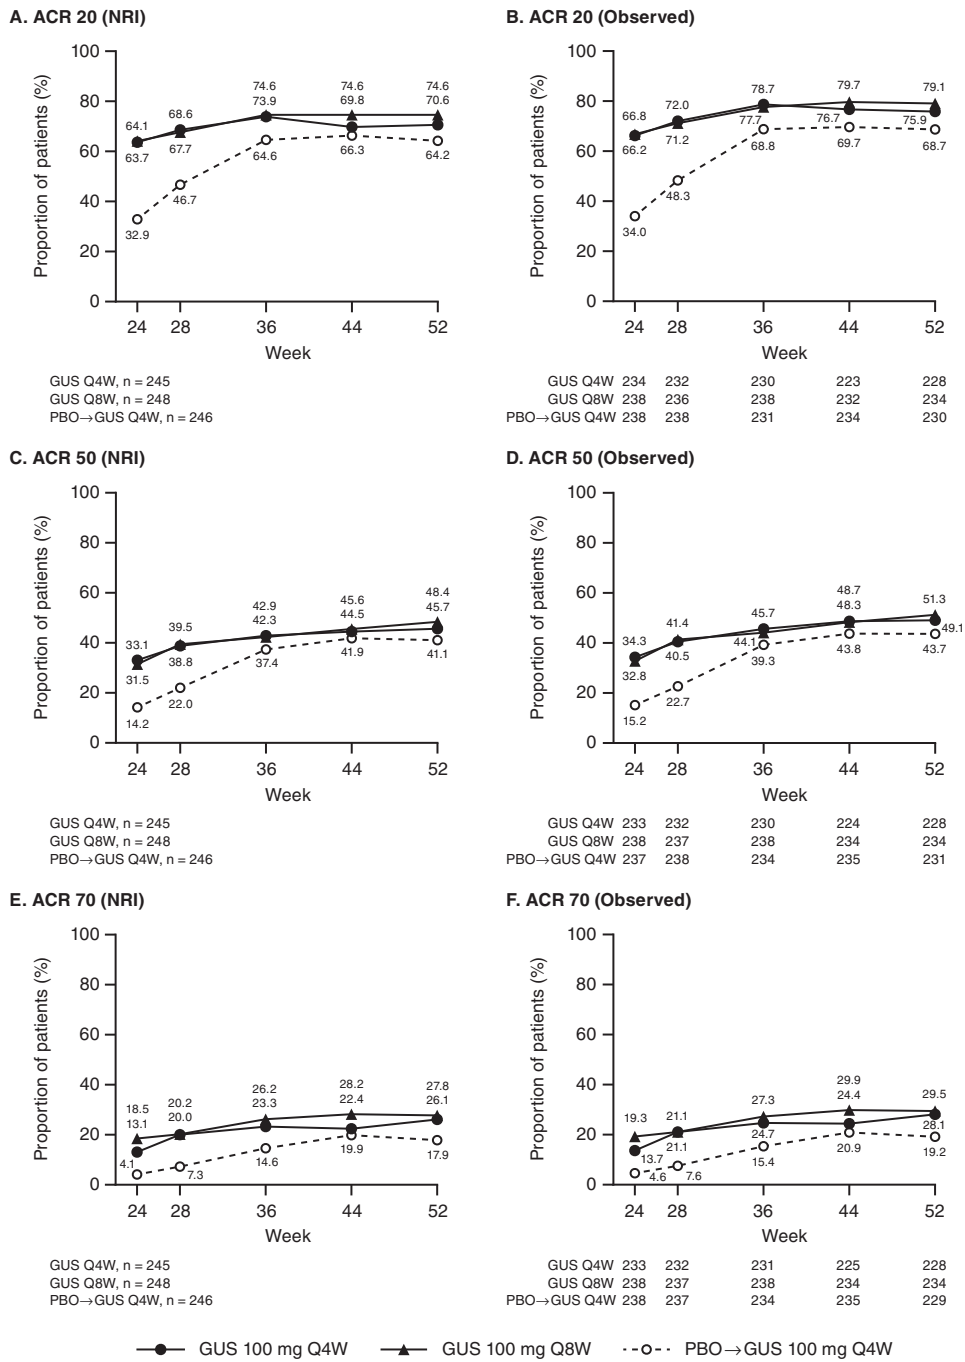 A. ACR 20 (NRI)
Proportion of patients (%)
100
80
60
40
20
0
74.6 74.6 74.6
73.9 69.8 70.6
64.1 68.6
63.7 67.7 64.6 66.3 64.2
46.7
32.9
24 28 36 44 52
Week
GUS Q4W, n = 245
GUS Q8W, n = 248
PBO→GUS Q4W, n = 246
B. ACR 20 (Observed)
Proportion of patients (%)
100
80
60
40
20
0
78.7 79.7 79.1
66.8 72.0 77.7 76.7 75.9
66.2 71.2 68.8 69.7 68.7
48.3
34.0
24 28 36 44 52
Week
GUS Q4W 234 232 230 223 228
GUS Q8W 238 236 238 232 234
PBO→GUS Q4W 238 238 231 234 230
C. ACR 50 (NRI)
Proportion of patients (%)
100
80
60
40
20
0
42.9 45.6 48.4
33.1 39.5 42.3 44.5 45.7
31.5 38.8 37.4 41.9 41.1
14.2 22.0
24 28 36 44 52
Week
GUS Q4W, n = 245
GUS Q8W, n = 248
PBO→GUS Q4W, n = 246
D. ACR 50 (Observed)
Proportion of patients (%)
100
80
60
40
20
0
48.7 51.3
34.3 41.4 45.7 48.3 49.1
32.8 40.5 44.1 39.3 43.8 43.7
15.2 22.7
24 28 36 44 52
Week
GUS Q4W 233 232 230 224 228
GUS Q8W 238 237 238 234 234
PBO→GUS Q4W 237 238 234 235 231
E. ACR 70 (NRI)
Proportion of patients (%)
100
80
60
40
20
0
18.5 20.2 26.2 28.2 27.8
13.1 20.0 23.3 22.4 26.1
4.1 7.3 14.6 19.9 17.9
24 28 36 44 52
Week
GUS Q4W, n = 245
GUS Q8W, n = 248
PBO→GUS Q4W, n = 246
F. ACR 70 (Observed)
Proportion of patients (%)
100
80
60
40
20
0
19.3 21.1 27.3 29.9 29.5
13.7 21.1 24.7 24.4 28.1
4.6 7.6 15.4 20.9 19.2
24 28 36 44 52
Week
GUS Q4W 233 232 231 225 228
GUS Q8W 238 237 238 234 234
PBO→GUS Q4W 238 237 234 235 229
GUS 100 mg Q4W GUS 100 mg Q8W PBO→GUS 100 mg Q4W